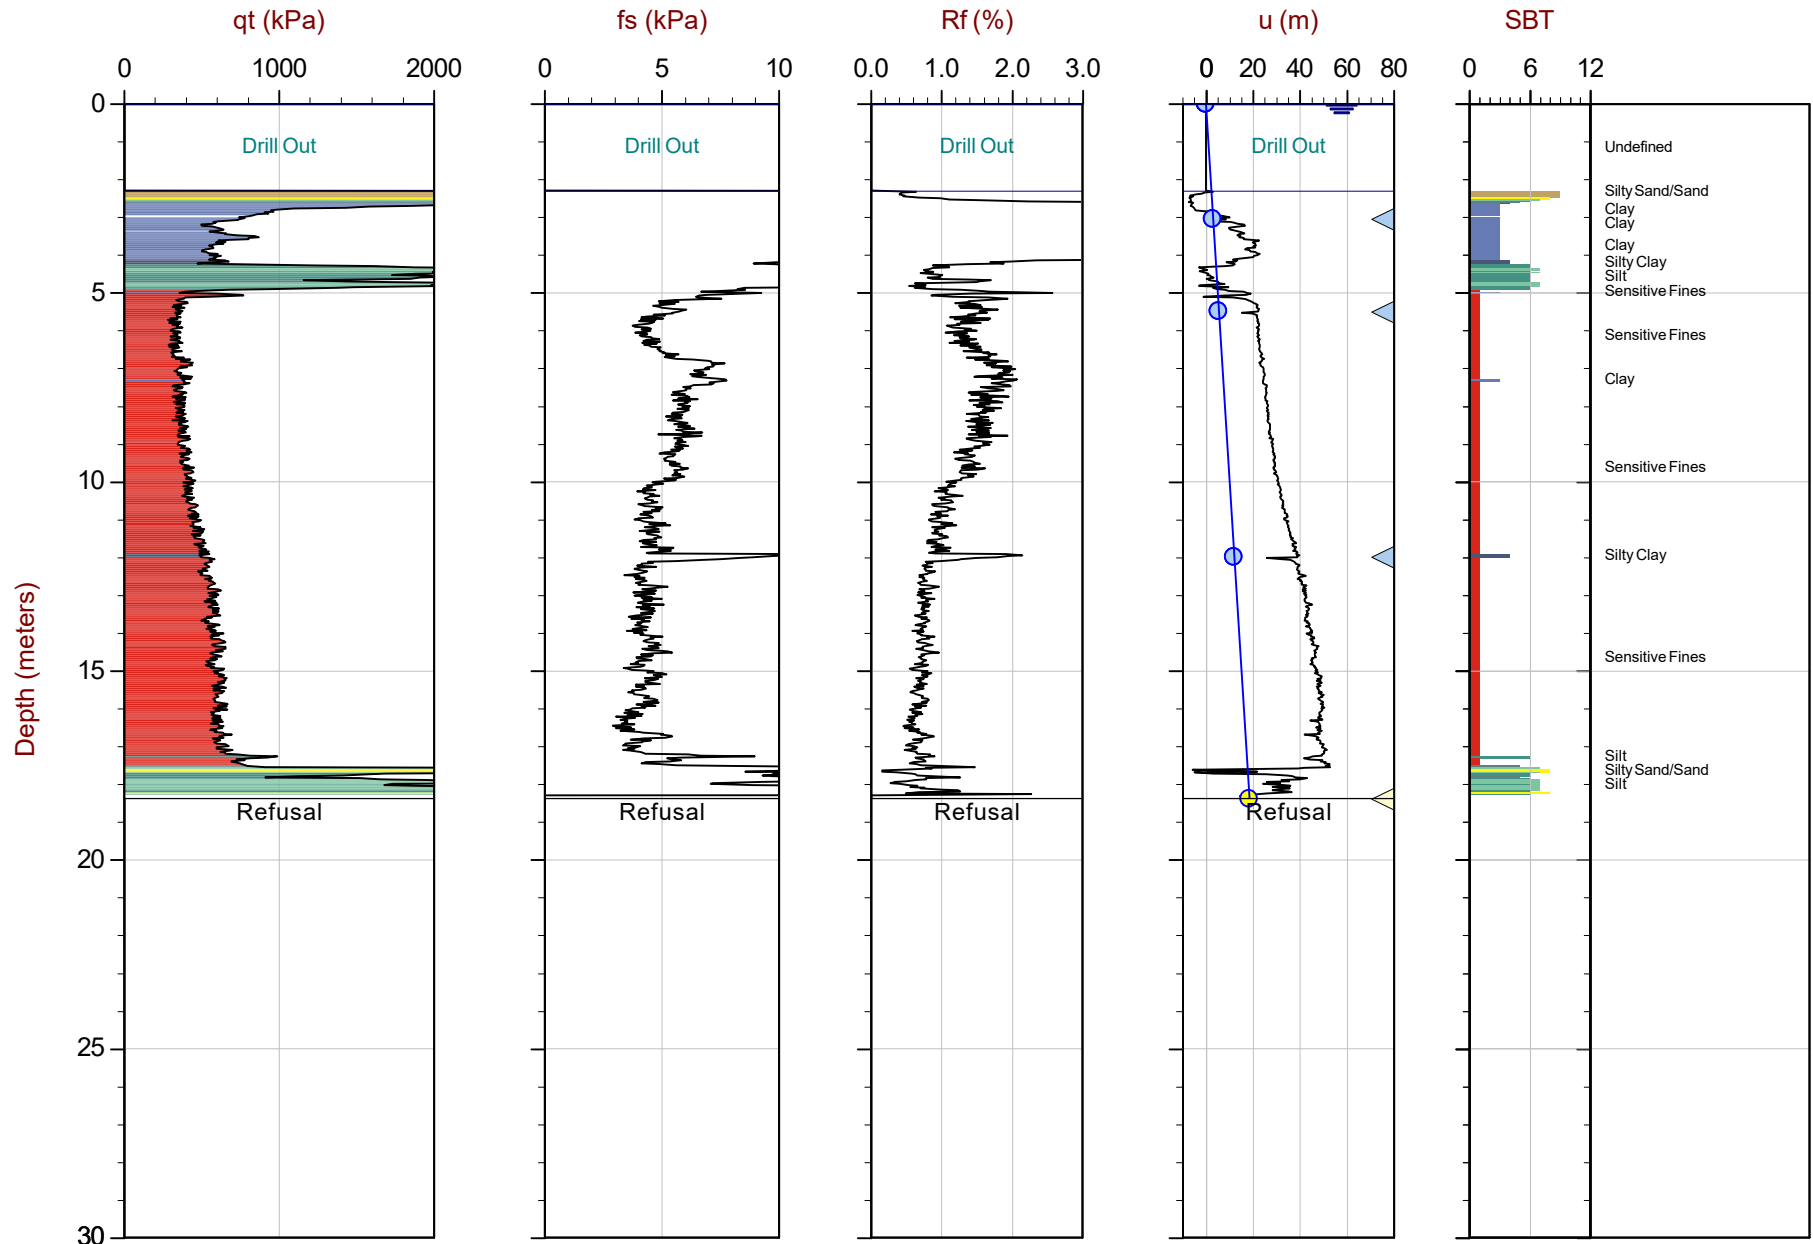 qt (kPa) fs (kPa) Rf (%) u (m) SBT
0 1000 2000 0 5 10 0.0 1.0 2.0 3.0 0 20 40 60 80 0 6 12
0
Drill Out Drill Out Drill Out Drill Out Undefined
Silty Sand/Sand
Clay
Clay
Clay
Silty Clay
Silt
5 Sensitive Fines
Sensitive Fines
Clay
Sensitive Fines
10
Silty Clay
Depth (meters)
Sensitive Fines
15
Silt
Silty Sand/Sand
Silt
Refusal Refusal Refusal Refusal
20
25
30